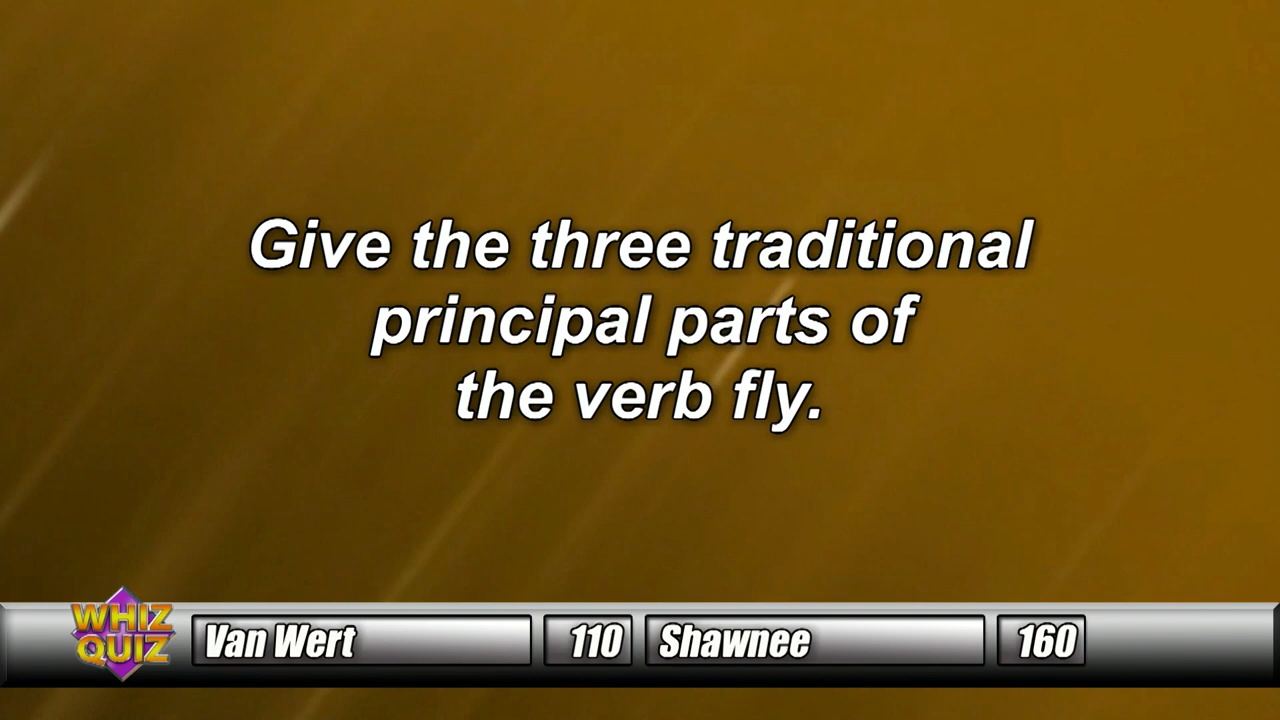 Give the three traditional
principal parts of
the verb fly.
WHIZ
QUIZ
Van Wert 110 Shawnee 160